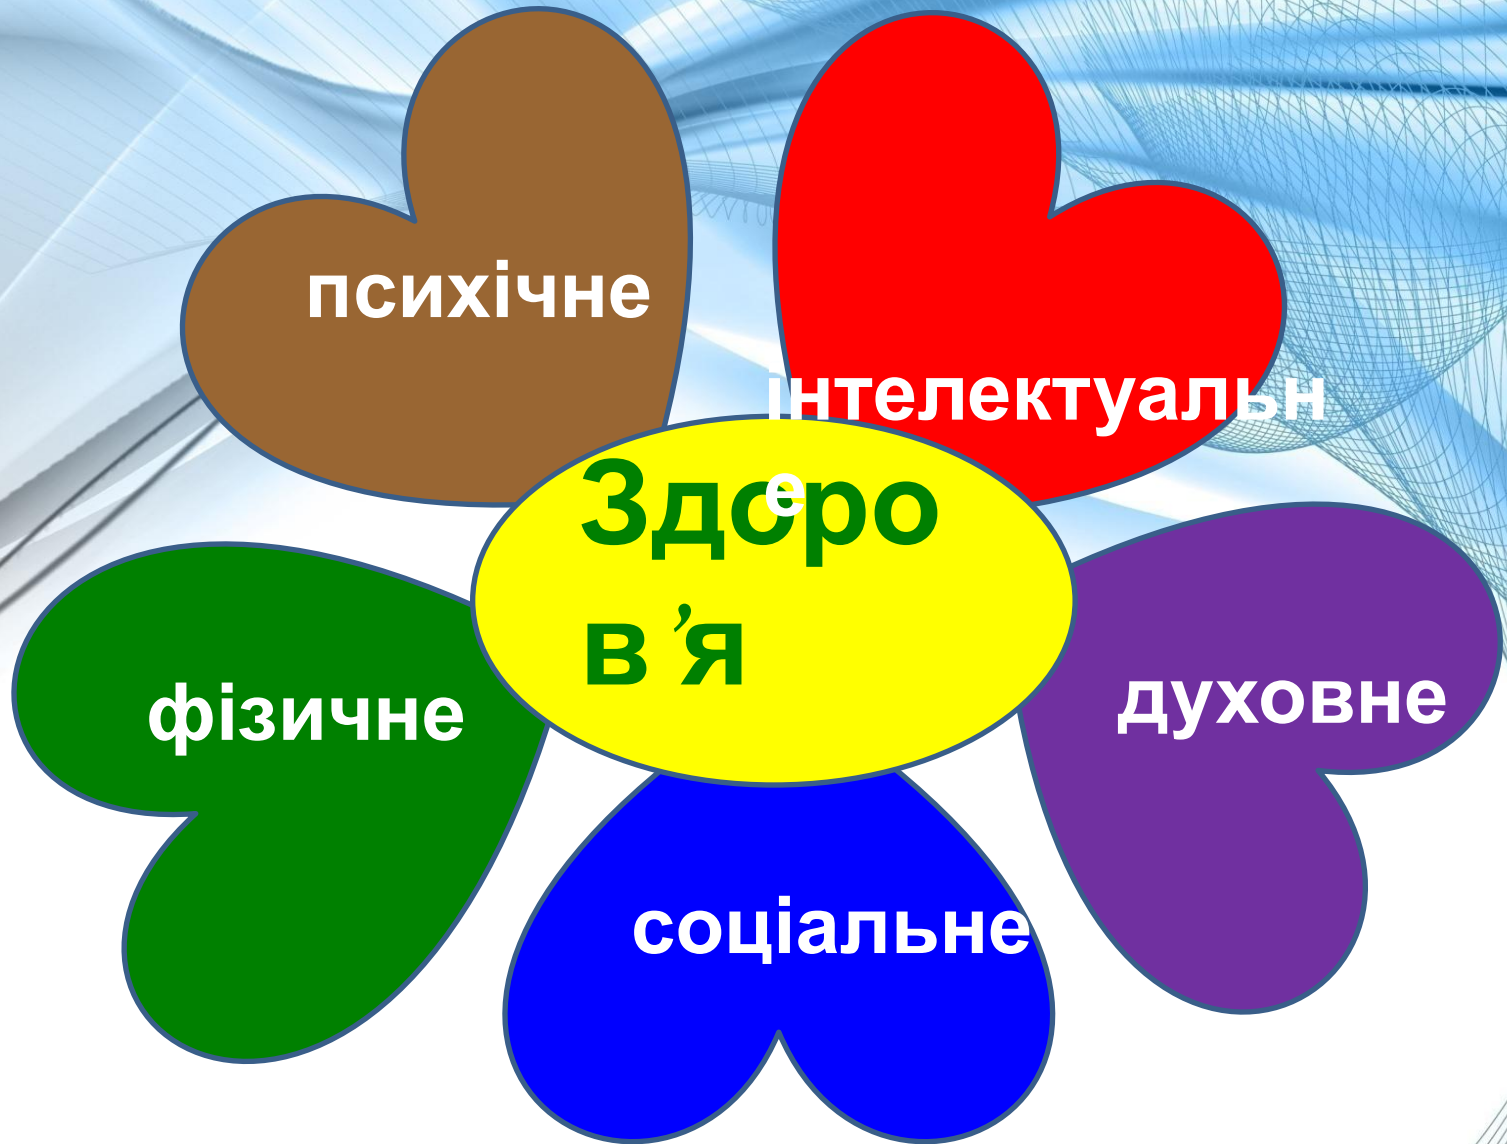 психічне
інтелектуальн
е
Здоро
в’я
фізичне
духовне
соціальне